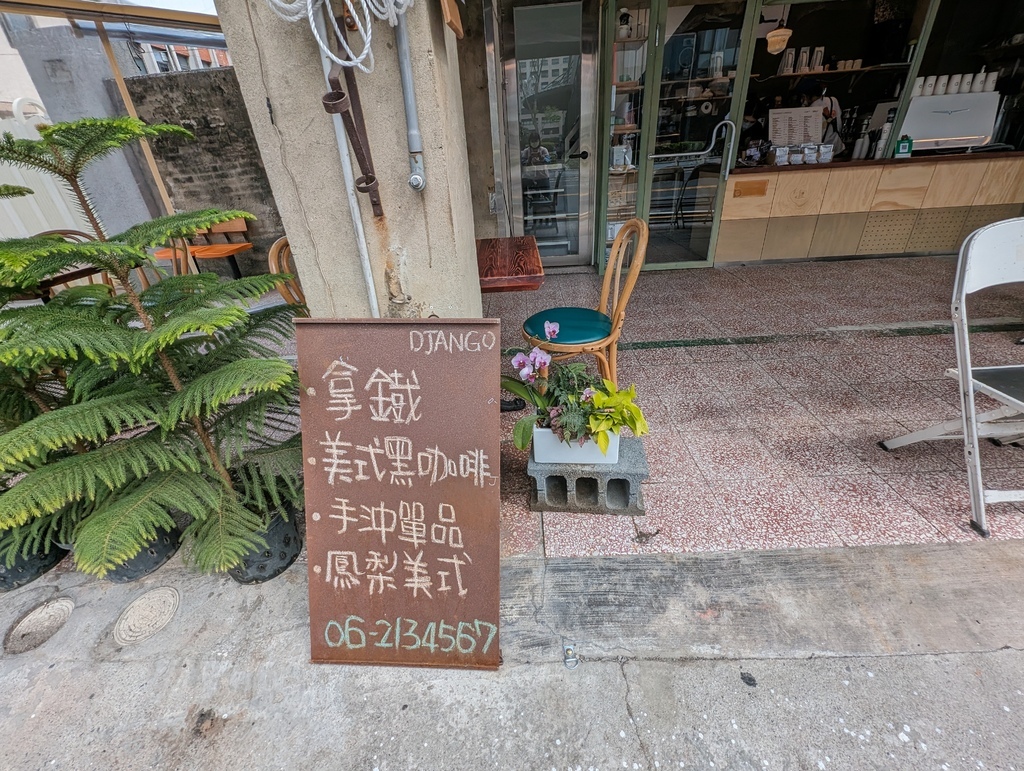 DJANGO
・拿鐵
・美式黑咖啡
・手沖單品
・鳳梨美式
06-2134567